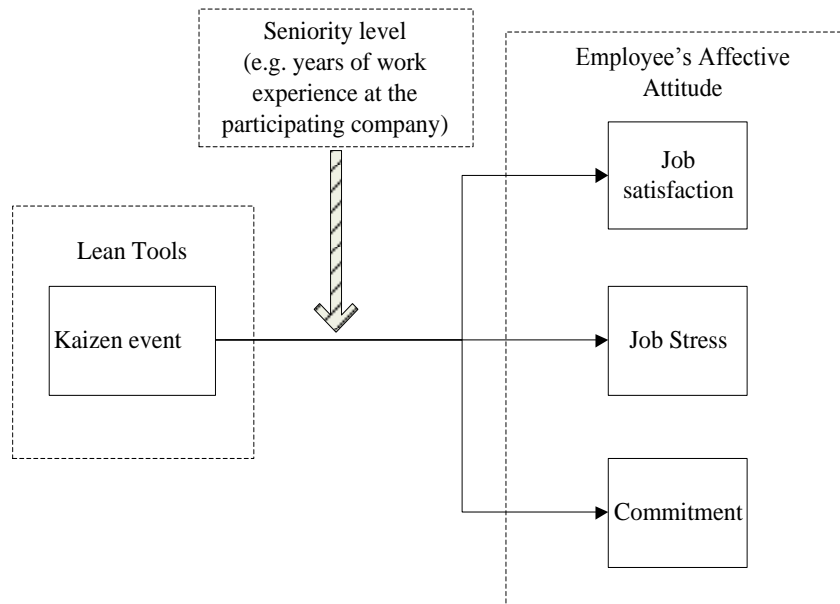 Seniority level
(e.g. years of work
experience at the
participating company)
Employee's Affective
Attitude
Job
satisfaction
Lean Tools
Kaizen event
Job Stress
Commitment